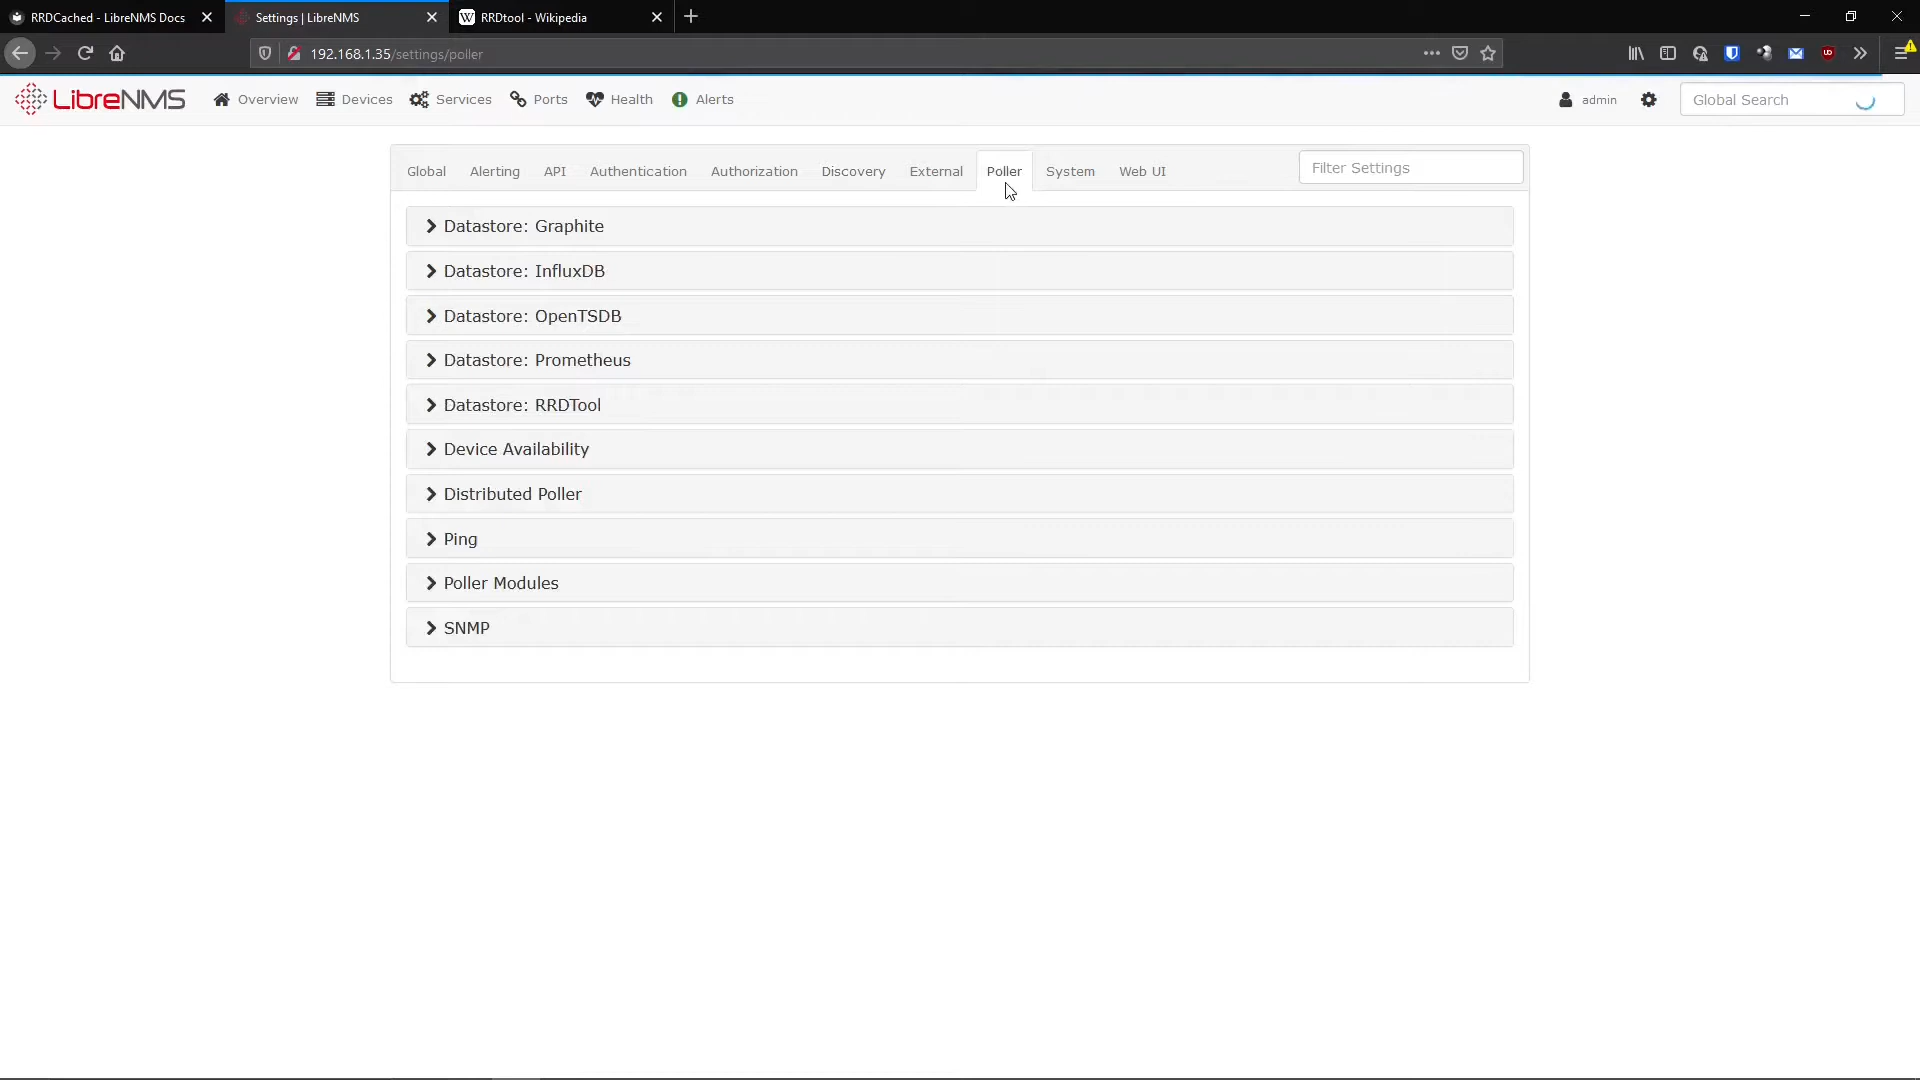 RRDCached - LibreNMS Docs
Settings | LibreNMS
W RRDtool - Wikipedia
192.168.1.35/settings/poller
LibreNMS
Overview
Devices
Services
Ports
Health
Alerts
admin
Global Search
Global
Alerting
API
Authentication
Authorization
Discovery
External
Poller
System
Web UI
Filter Settings
Datastore: Graphite
Datastore: InfluxDB
Datastore: OpenTSDB
Datastore: Prometheus
Datastore: RRDTool
Device Availability
Distributed Poller
Ping
Poller Modules
SNMP